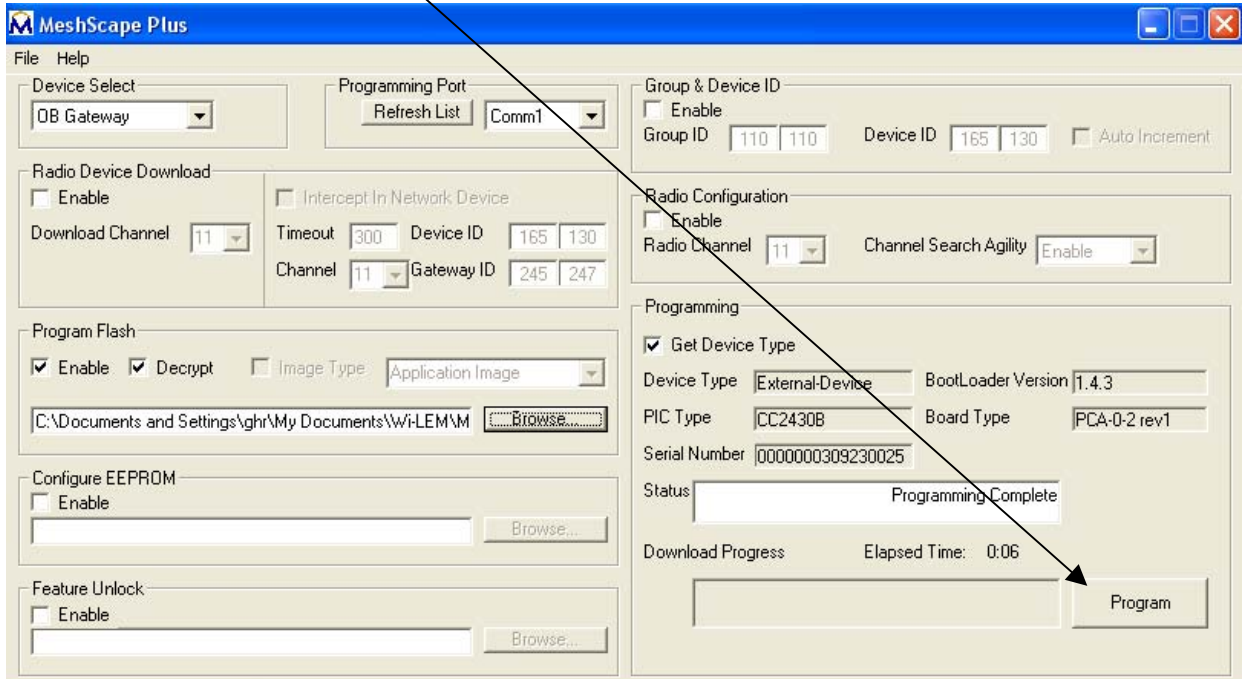 MeshScape Plus
File Help
Device Select
OB Gateway
Programming Port
Refresh List Comm1
Radio Device Download
Enable
Download Channel 11
Intercept In Network Device
Timeout 300 Device ID 165 130
Channel 11 Gateway ID 245 247
Program Flash
Enable Decrypt Image Type Application Image
C:\Documents and Settings\ghr\My Documents\Wi-LEM\M Browse...
Configure EEPROM
Enable
Browse...
Feature Unlock
Enable
Browse...
Group & Device ID
Enable
Group ID 110 110 Device ID 165 130 Auto Increment
Radio Configuration
Enable
Radio Channel 11 Channel Search Agility Enable
Programming
Get Device Type
Device Type External-Device BootLoader Version 1.4.3
PIC Type CC2430B Board Type PCA-0-2 rev1
Serial Number 0000000309230025
Status Programming Complete
Download Progress Elapsed Time: 0:06
Program